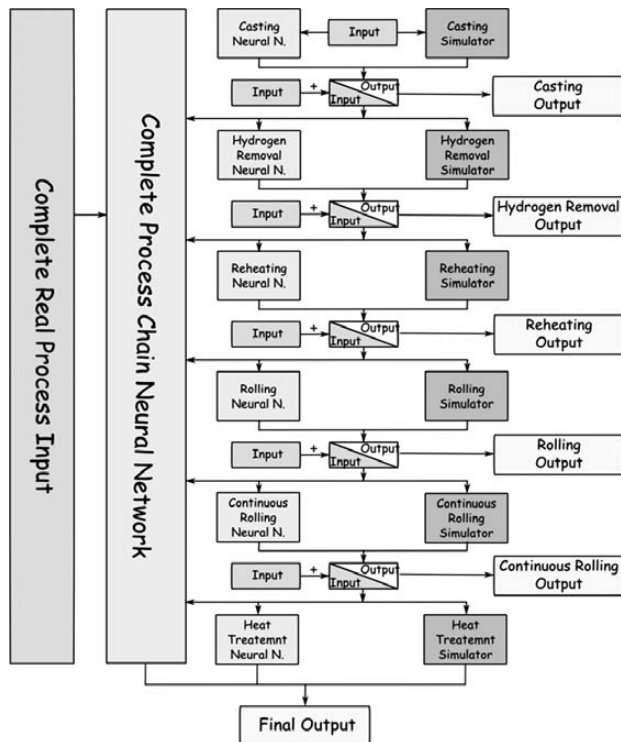 Complete Real Process Input
Complete Process Chain Neural Network
Casting
Neural N.
Input
Casting
Simulator
Input
+
Output
Input
Casting
Output
Hydrogen
Removal
Neural N.
Hydrogen
Removal
Simulator
Input
+
Output
Input
Hydrogen Removal
Output
Reheating
Neural N.
Reheating
Simulator
Input
+
Output
Input
Reheating
Output
Rolling
Neural N.
Rolling
Simulator
Input
+
Output
Input
Rolling
Output
Continuous
Rolling
Neural N.
Continuous
Rolling
Simulator
Input
+
Output
Input
Continuous Rolling
Output
Heat
Treatemnt
Neural N.
Heat
Treatemnt
Simulator
Final Output